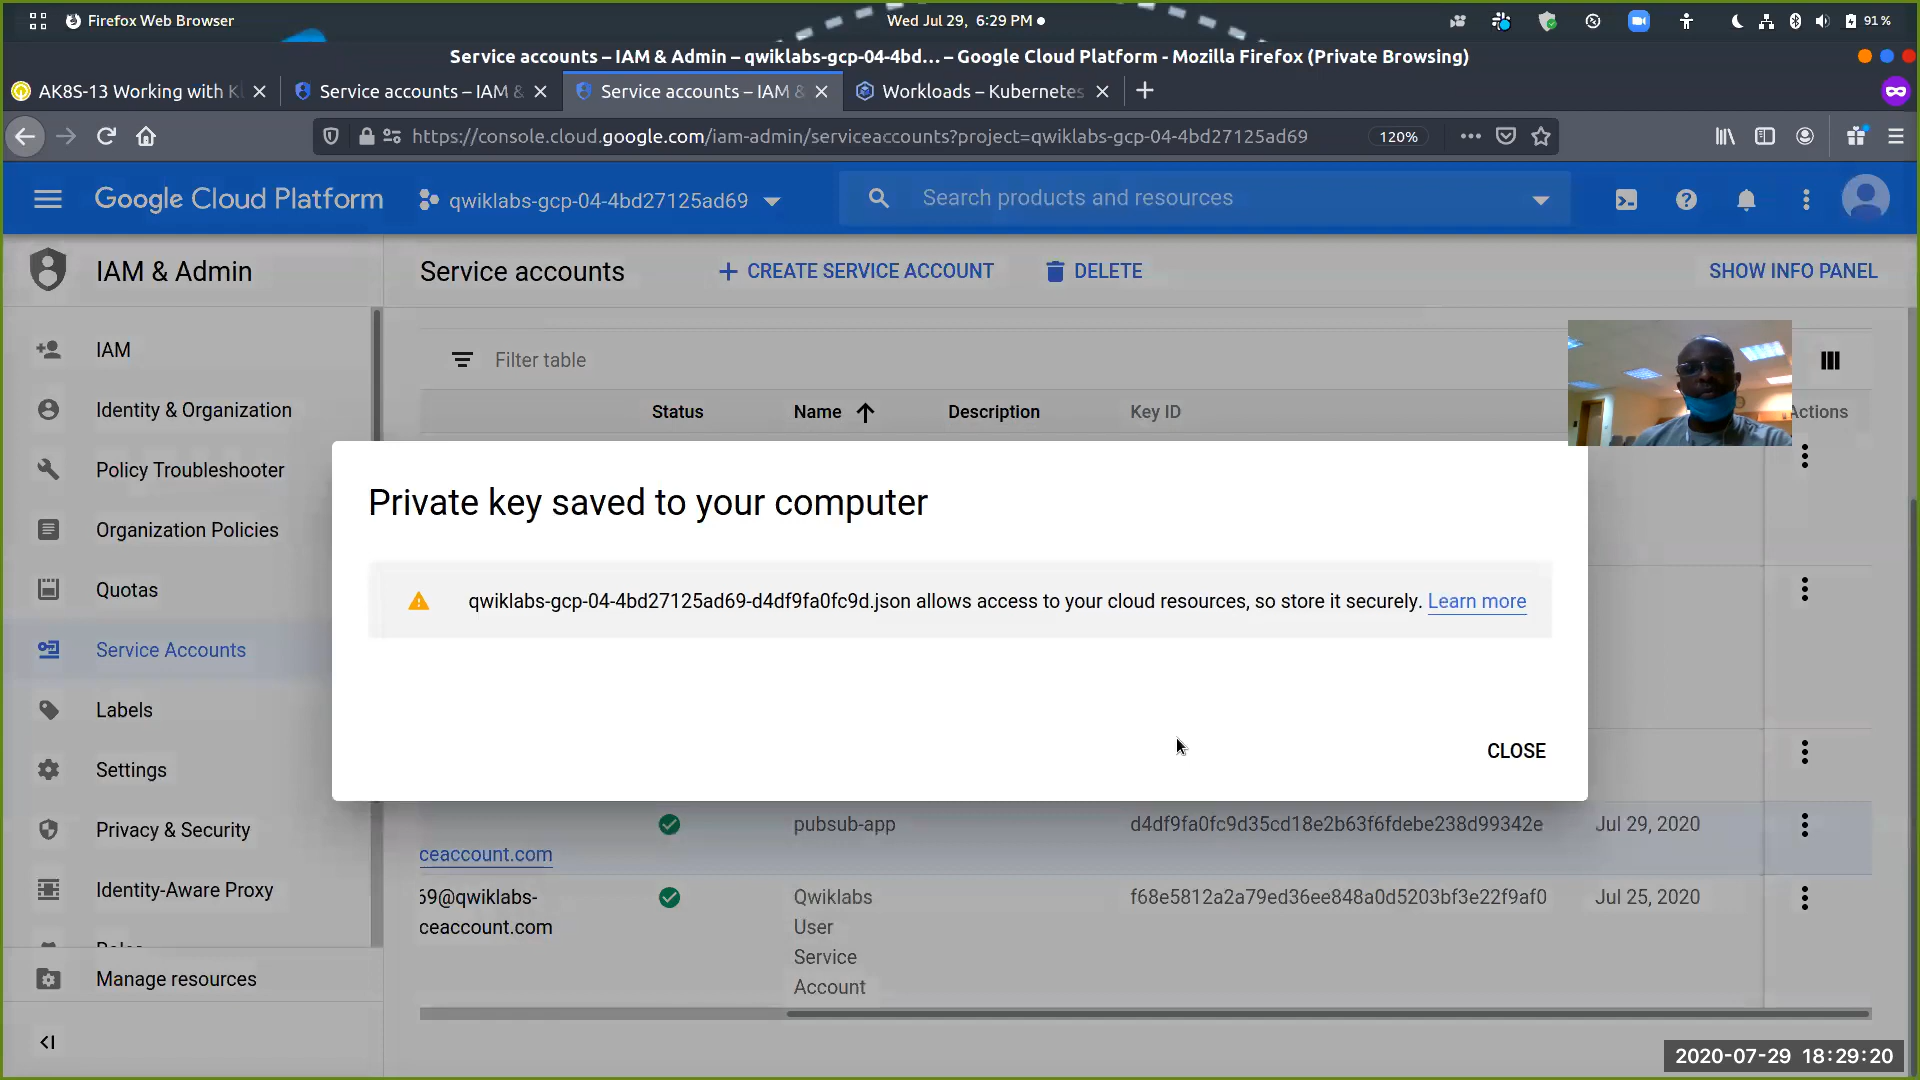 Firefox Web Browser
Wed Jul 29, 6:29 PM
91 %
Service accounts – IAM & Admin – qwiklabs-gcp-04-4bd... – Google Cloud Platform - Mozilla Firefox (Private Browsing)
AK8S-13 Working with Kl
Service accounts – IAM &
Service accounts – IAM &
Workloads – Kubernetes
https://console.cloud.google.com/iam-admin/serviceaccounts?project=qwiklabs-gcp-04-4bd27125ad69
120%
Google Cloud Platform
qwiklabs-gcp-04-4bd27125ad69
Search products and resources
IAM & Admin
Service accounts
CREATE SERVICE ACCOUNT
DELETE
SHOW INFO PANEL
IAM
Identity & Organization
Policy Troubleshooter
Organization Policies
Quotas
Service Accounts
Labels
Settings
Privacy & Security
Identity-Aware Proxy
Roles
Manage resources
Filter table
Status
Name
Description
Key ID
Actions
Private key saved to your computer
qwiklabs-gcp-04-4bd27125ad69-d4df9fa0fc9d.json allows access to your cloud resources, so store it securely. Learn more
CLOSE
pubsub-app
d4df9fa0fc9d35cd18e2b63f6fdebe238d99342e
Jul 29, 2020
ceaccount.com
69@qwiklabs-
ceaccount.com
Qwiklabs
User
Service
Account
f68e5812a2a79ed36ee848a0d5203bf3e22f9af0
Jul 25, 2020
2020-07-29 18:29:20